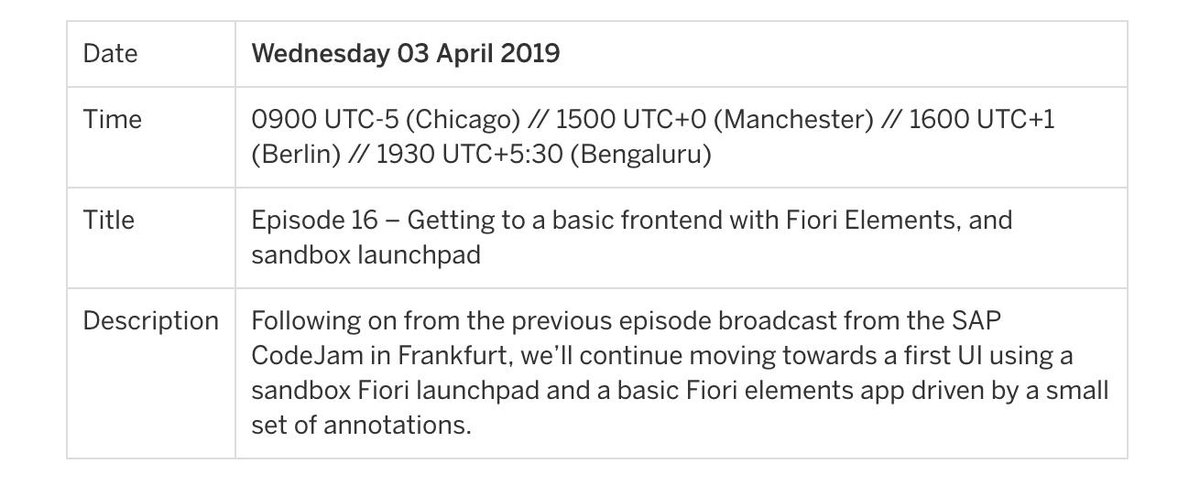 Date
Wednesday 03 April 2019
Time
0900 UTC-5 (Chicago) // 1500 UTC+0 (Manchester) // 1600 UTC+1
(Berlin) // 1930 UTC+5:30 (Bengaluru)
Title
Episode 16 – Getting to a basic frontend with Fiori Elements, and
sandbox launchpad
Description
Following on from the previous episode broadcast from the SAP
CodeJam in Frankfurt, we’ll continue moving towards a first UI using a
sandbox Fiori launchpad and a basic Fiori elements app driven by a small
set of annotations.